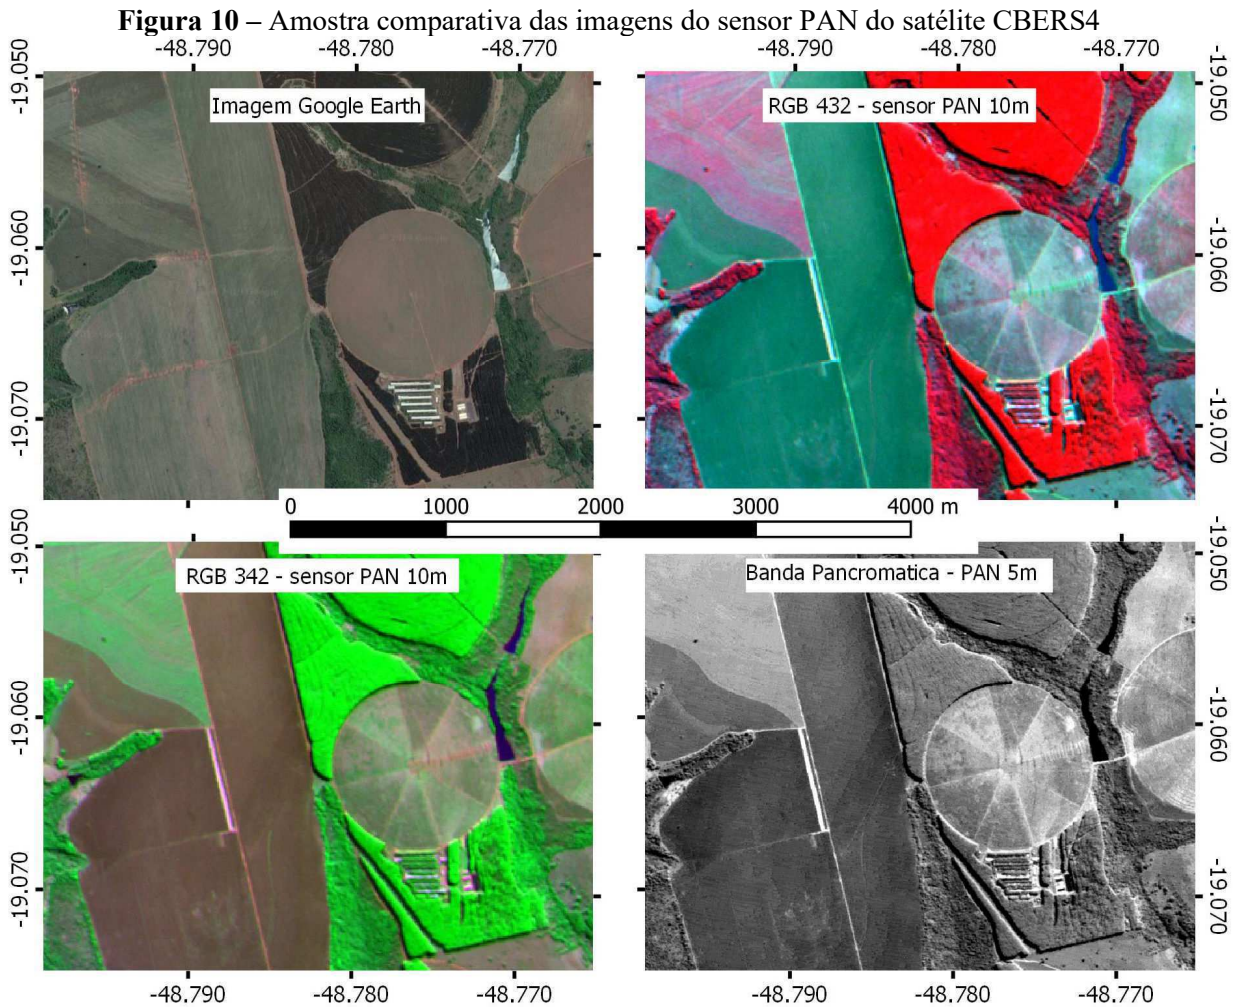 Figura 10 – Amostra comparativa das imagens do sensor PAN do satélite CBERS4
-48.790 -48.780 -48.770 -48.790 -48.780 -48.770
-19.050 -19.050
Imagem Google Earth RGB 432 - sensor PAN 10m
-19.060 -19.060
-19.070 -19.070
0 1000 2000 3000 4000 m
-19.050 -19.050
RGB 342 - sensor PAN 10m Banda Pancromatica - PAN 5m
-19.060 -19.060
-19.070 -19.070
-48.790 -48.780 -48.770 -48.790 -48.780 -48.770